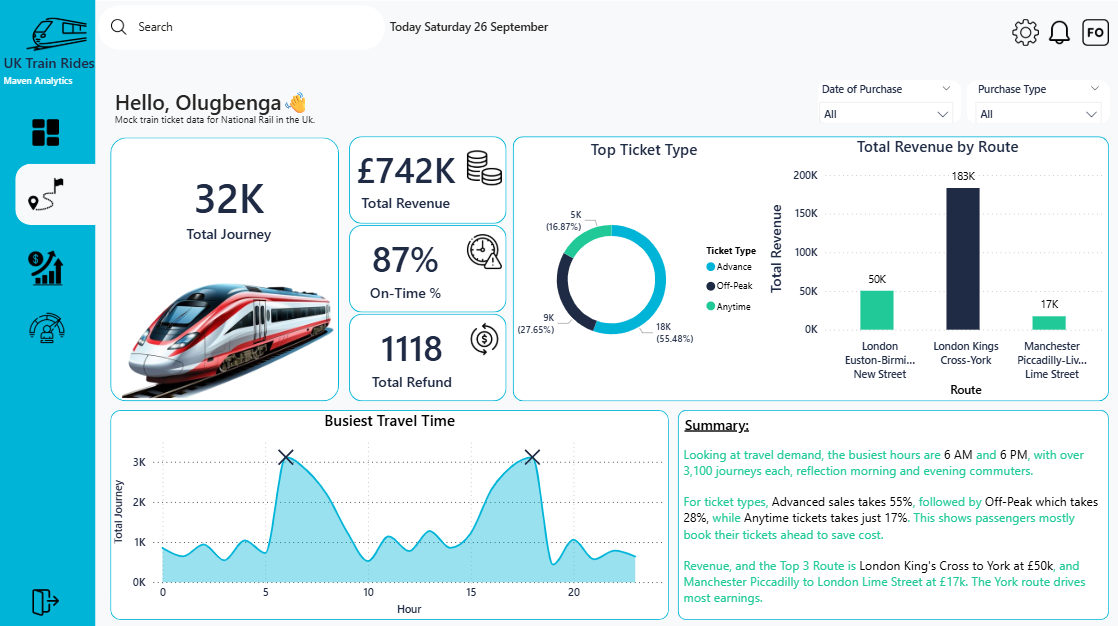 Search
Today Saturday 26 September
FO
UK Train Rides
Maven Analytics
Hello, Olugbenga 👋
Mock train ticket data for National Rail in the Uk.
Date of Purchase
All
Purchase Type
All
32K
Total Journey
£742K
Total Revenue
87%
On-Time %
1118
Total Refund
Top Ticket Type
5K
(16.87%)
9K
(27.65%)
18K
(55.48%)
Ticket Type
Advance
Off-Peak
Anytime
Total Revenue by Route
Total Revenue
200K
150K
100K
50K
0K
50K
183K
17K
London
Euston-Birmi...
New Street
London Kings
Cross-York
Manchester
Piccadilly-Liv...
Lime Street
Route
Busiest Travel Time
Total Journey
3K
2K
1K
0K
0
5
10
15
20
Hour
Summary:
Looking at travel demand, the busiest hours are 6 AM and 6 PM, with over
3,100 journeys each, reflection morning and evening commuters.
For ticket types, Advanced sales takes 55%, followed by Off-Peak which takes
28%, while Anytime tickets takes just 17%. This shows passengers mostly
book their tickets ahead to save cost.
Revenue, and the Top 3 Route is London King's Cross to York at £50k, and
Manchester Piccadilly to London Lime Street at £17k. The York route drives
most earnings.